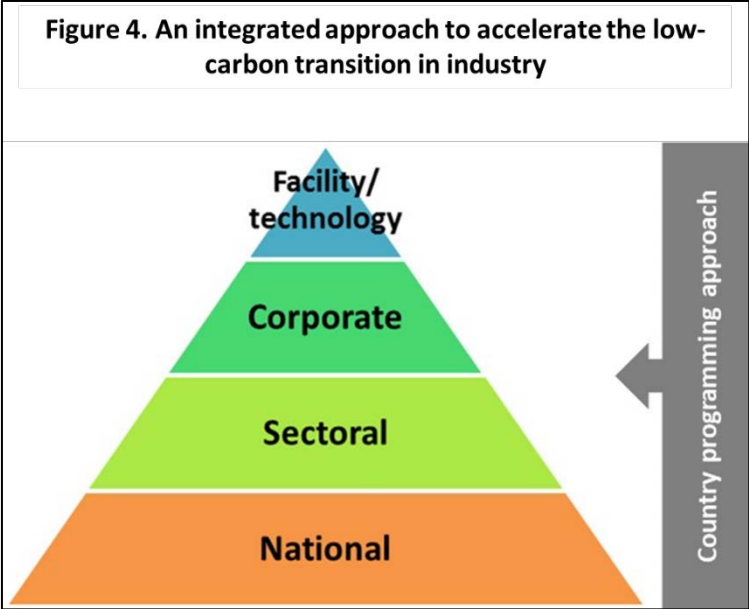 Figure 4. An integrated approach to accelerate the low-
carbon transition in industry
Facility/
technology
Corporate
Sectoral
National
Country programming approach